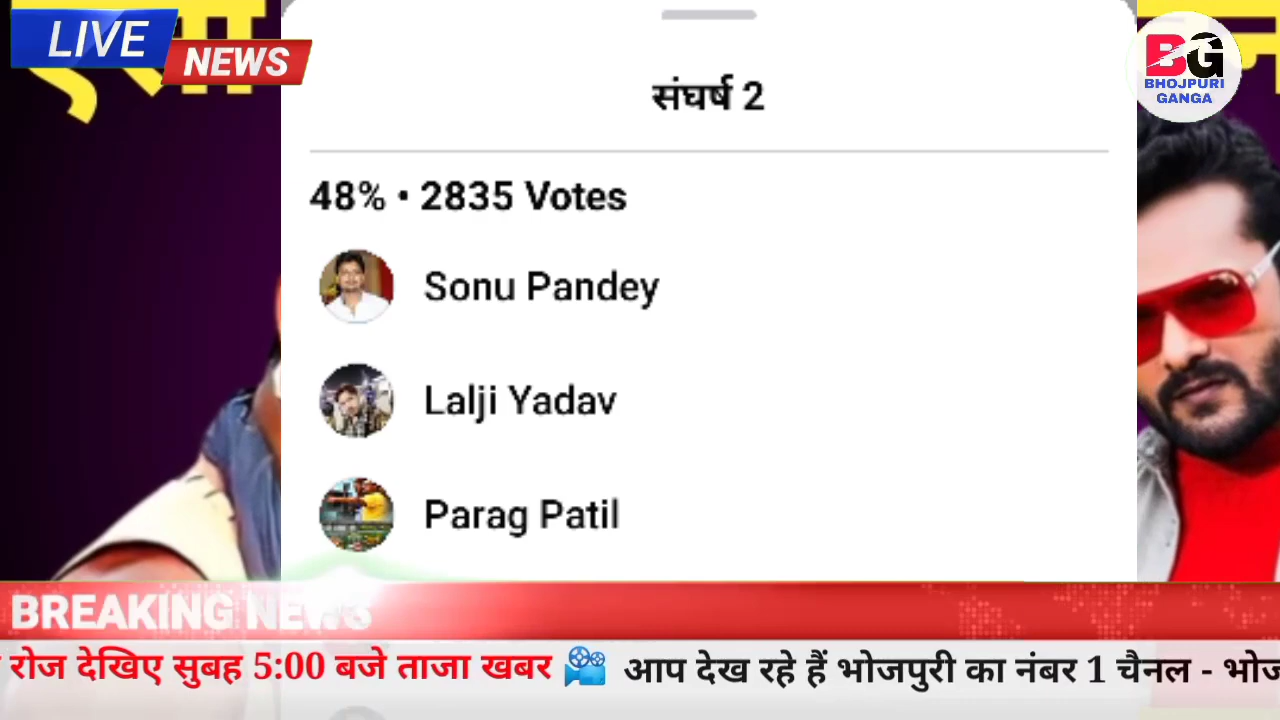 LIVE
NEWS
BG
BHOJPURI
GANGA
संघर्ष 2
48% • 2835 Votes
Sonu Pandey
Lalji Yadav
Parag Patil
BREAKING NEWS
रोज देखिए सुबह 5:00 बजे ताजा खबर 🎥 आप देख रहे हैं भोजपुरी का नंबर 1 चैनल -